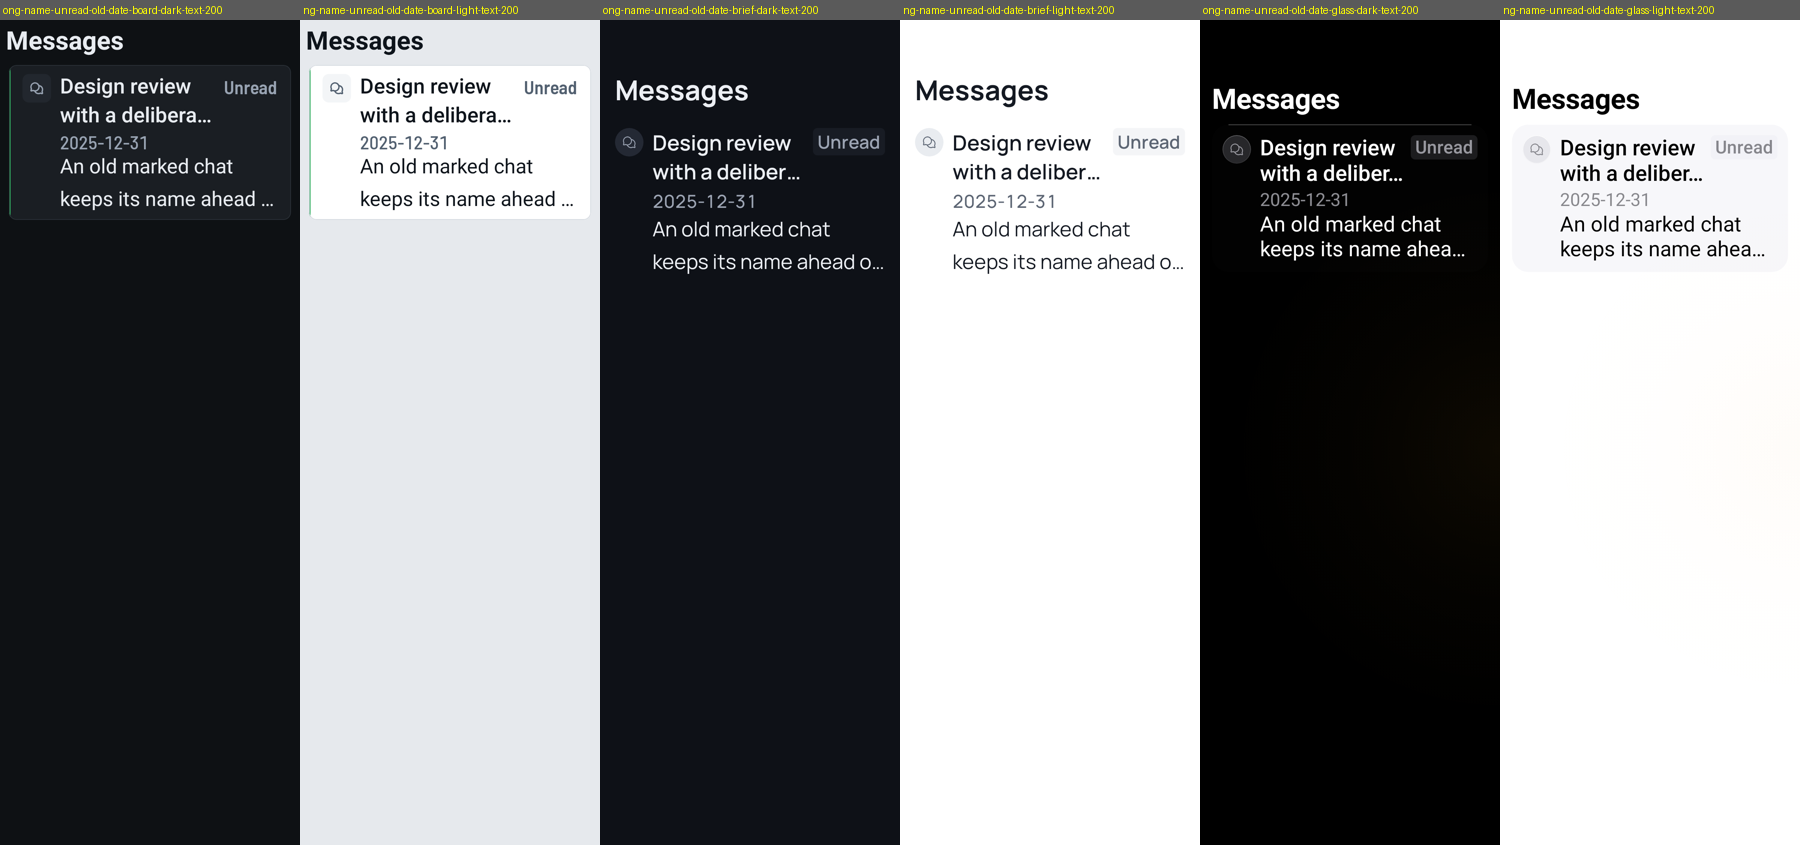 ong-name-unread-old-date-board-dark-text-200
Messages
Design review
with a delibera...
Unread
2025-12-31
An old marked chat
keeps its name ahead ...
ng-name-unread-old-date-board-light-text-200
Messages
Design review
with a delibera...
Unread
2025-12-31
An old marked chat
keeps its name ahead ...
ong-name-unread-old-date-brief-dark-text-200
Messages
Design review
with a deliber...
Unread
2025-12-31
An old marked chat
keeps its name ahead o...
ng-name-unread-old-date-brief-light-text-200
Messages
Design review
with a deliber...
Unread
2025-12-31
An old marked chat
keeps its name ahead o...
ong-name-unread-old-date-glass-dark-text-200
Messages
Design review
with a deliber...
Unread
2025-12-31
An old marked chat
keeps its name ahea...
ng-name-unread-old-date-glass-light-text-200
Messages
Design review
with a deliber...
Unread
2025-12-31
An old marked chat
keeps its name ahea...